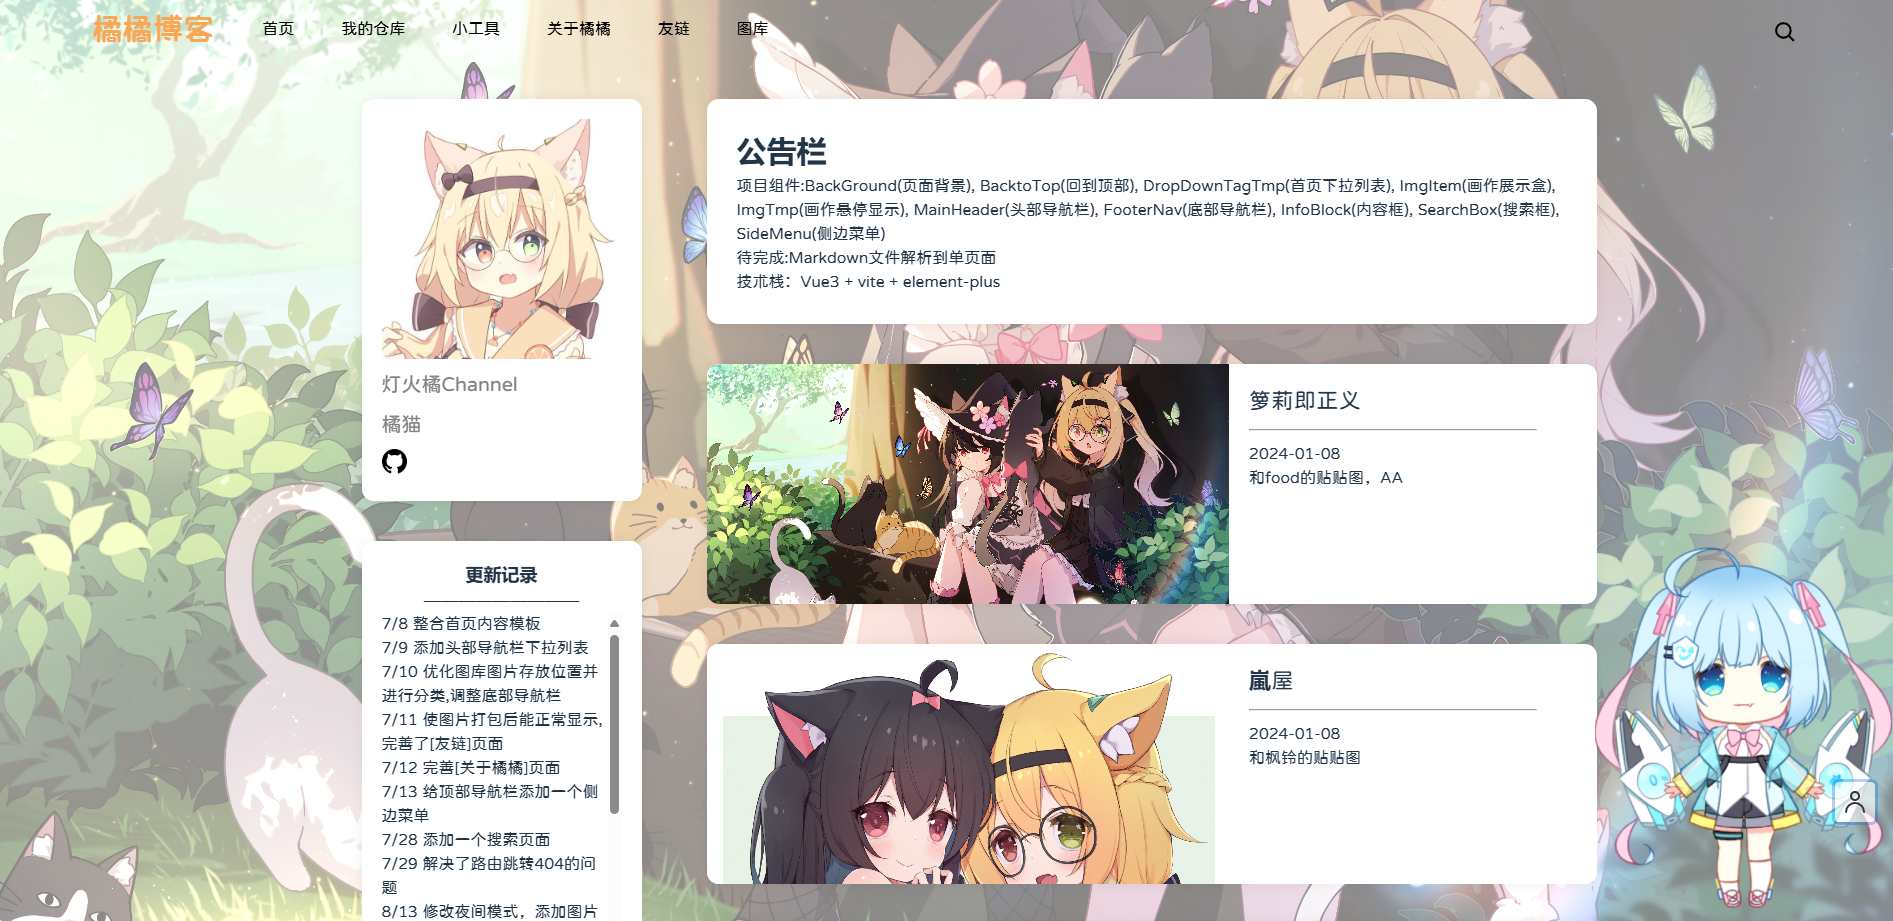 橘橘博客
首页
我的仓库
小工具
关于橘橘
友链
图库
灯火橘Channel
橘猫
更新记录
7/8 整合首页内容模板
7/9 添加头部导航栏下拉列表
7/10 优化图库图片存放位置并
进行分类,调整底部导航栏
7/11 使图片打包后能正常显示,
完善了[友链]页面
7/12 完善[关于橘橘]页面
7/13 给顶部导航栏添加一个侧
边菜单
7/28 添加一个搜索页面
7/29 解决了路由跳转404的问
题
8/13 修改夜间模式，添加图片
公告栏
项目组件:BackGround(页面背景), BacktoTop(回到顶部), DropDownTagTmp(首页下拉列表), ImgItem(画作展示盒),
ImgTmp(画作悬停显示), MainHeader(头部导航栏), FooterNav(底部导航栏), InfoBlock(内容框), SearchBox(搜索框),
SideMenu(侧边菜单)
待完成:Markdown文件解析到单页面
技术栈：Vue3 + vite + element-plus
箩莉即正义
2024-01-08
和food的贴贴图，AA
嵐屋
2024-01-08
和枫铃的贴贴图